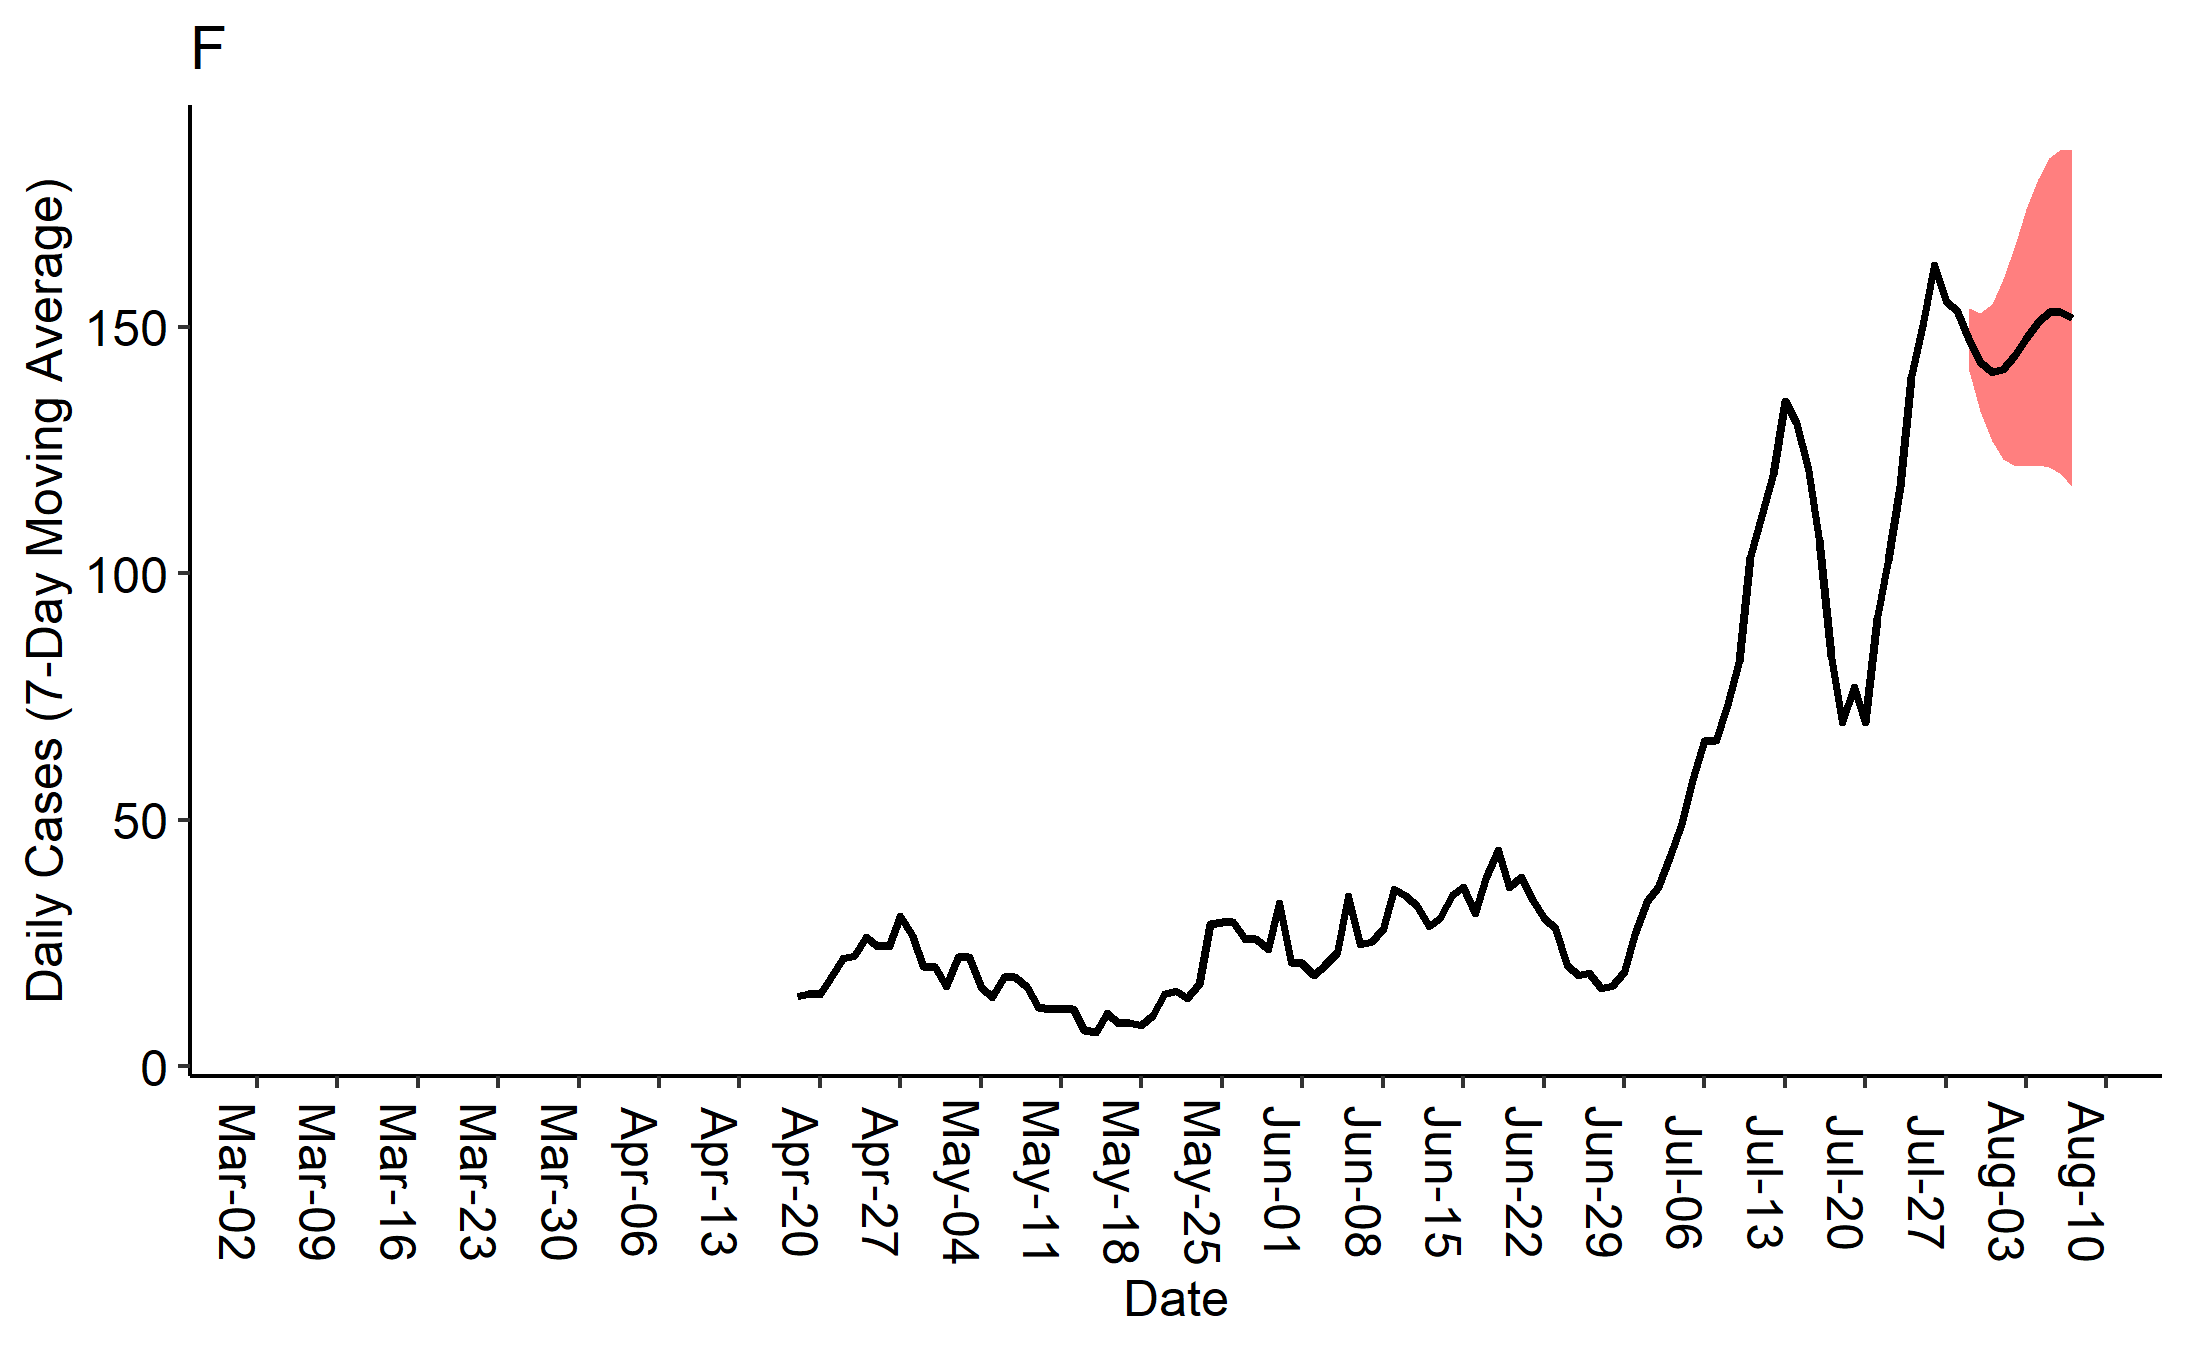 F
Daily Cases (7-Day Moving Average)
150
100
50
0
Mar-02
Mar-09
Mar-16
Mar-23
Mar-30
Apr-06
Apr-13
Apr-20
Apr-27
May-04
May-11
May-18
May-25
Jun-01
Jun-08
Jun-15
Jun-22
Jun-29
Jul-06
Jul-13
Jul-20
Jul-27
Aug-03
Aug-10
Date